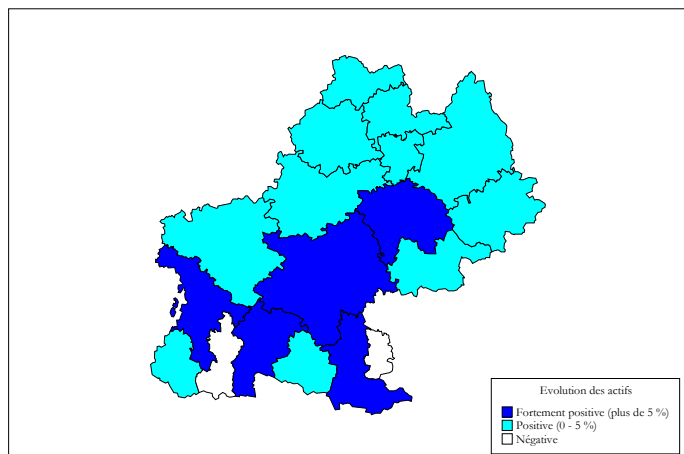 Evolution des actifs
Fortement positive (plus de 5 %)
Positive (0 - 5 %)
Négative